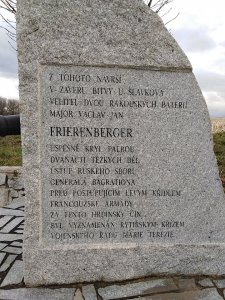 Z TOHOTO NÁVRŠÍ
V ZÁVĚRU BITVY U SLAVKOVA
VELITEL DVOU RAKOUSKÝCH BATERIÍ
MAJOR VÁCLAV JAN
FRIERENBERGER
ÚSPĚŠNĚ KRYL PALBOU
DVANÁCTI TĚŽKÝCH DĚL
ÚSTUP RUSKÉHO SBORU
GENERÁLA BAGRATIONA
PŘED POSTUPUJÍCÍM LEVÝM KŘÍDLEM
FRANCOUZSKÉ ARMÁDY
ZA TENTO HRDINSKÝ ČIN
BYL VYZNAMENÁN RYTÍŘSKÝM KŘÍŽEM
VOJENSKÉHO ŘÁDU MARIE TEREZIE